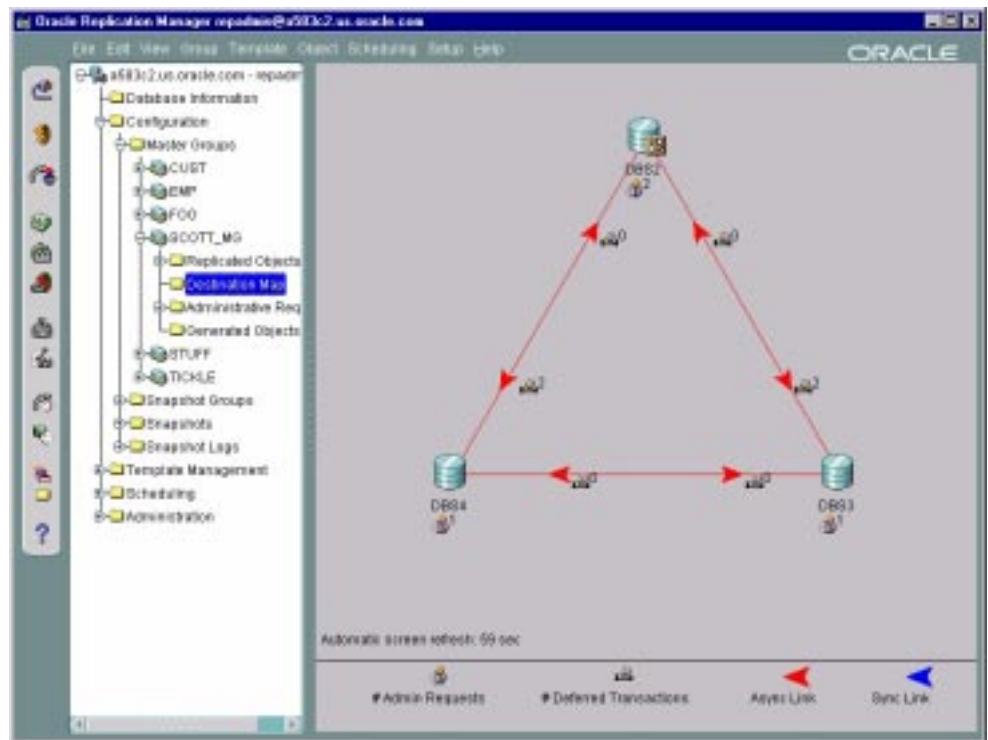 Oracle Replication Manager repadmin@a583c2.us.oracle.com
File Edit View Group Template Object Scheduling Setup Help
ORACLE
a583c2.us.oracle.com - repadm
Database Information
Configuration
Master Groups
CUST
EMP
FOO
SCOTT_MG
Replicated Objects
Destination Map
Administrative Req
Generated Objects
STUFF
TICKLE
Snapshot Groups
Snapshots
Snapshot Logs
Template Management
Scheduling
Administration
?
DBS2
2
0
0
2
2
0
0
DBS4
1
DBS3
1
Automatic screen refresh: 59 sec
# Admin Requests
# Deferred Transactions
Async Link
Sync Link